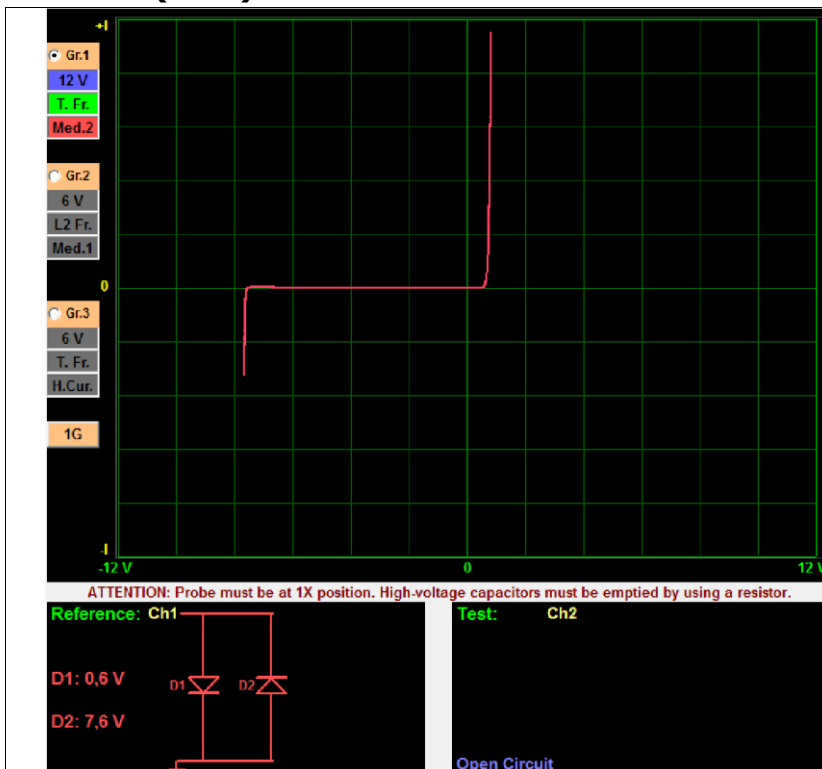 +I
Gr.1
12 V
T. Fr.
Med.2
Gr.2
6 V
L2 Fr.
Med.1
0
Gr.3
6 V
T. Fr.
H.Cur.
1G
-I
-12 V 0 12 V
ATTENTION: Probe must be at 1X position. High-voltage capacitors must be emptied by using a resistor.
Reference: Ch1
D1: 0,6 V
D1 D2
D2: 7,6 V
Test: Ch2
Open Circuit